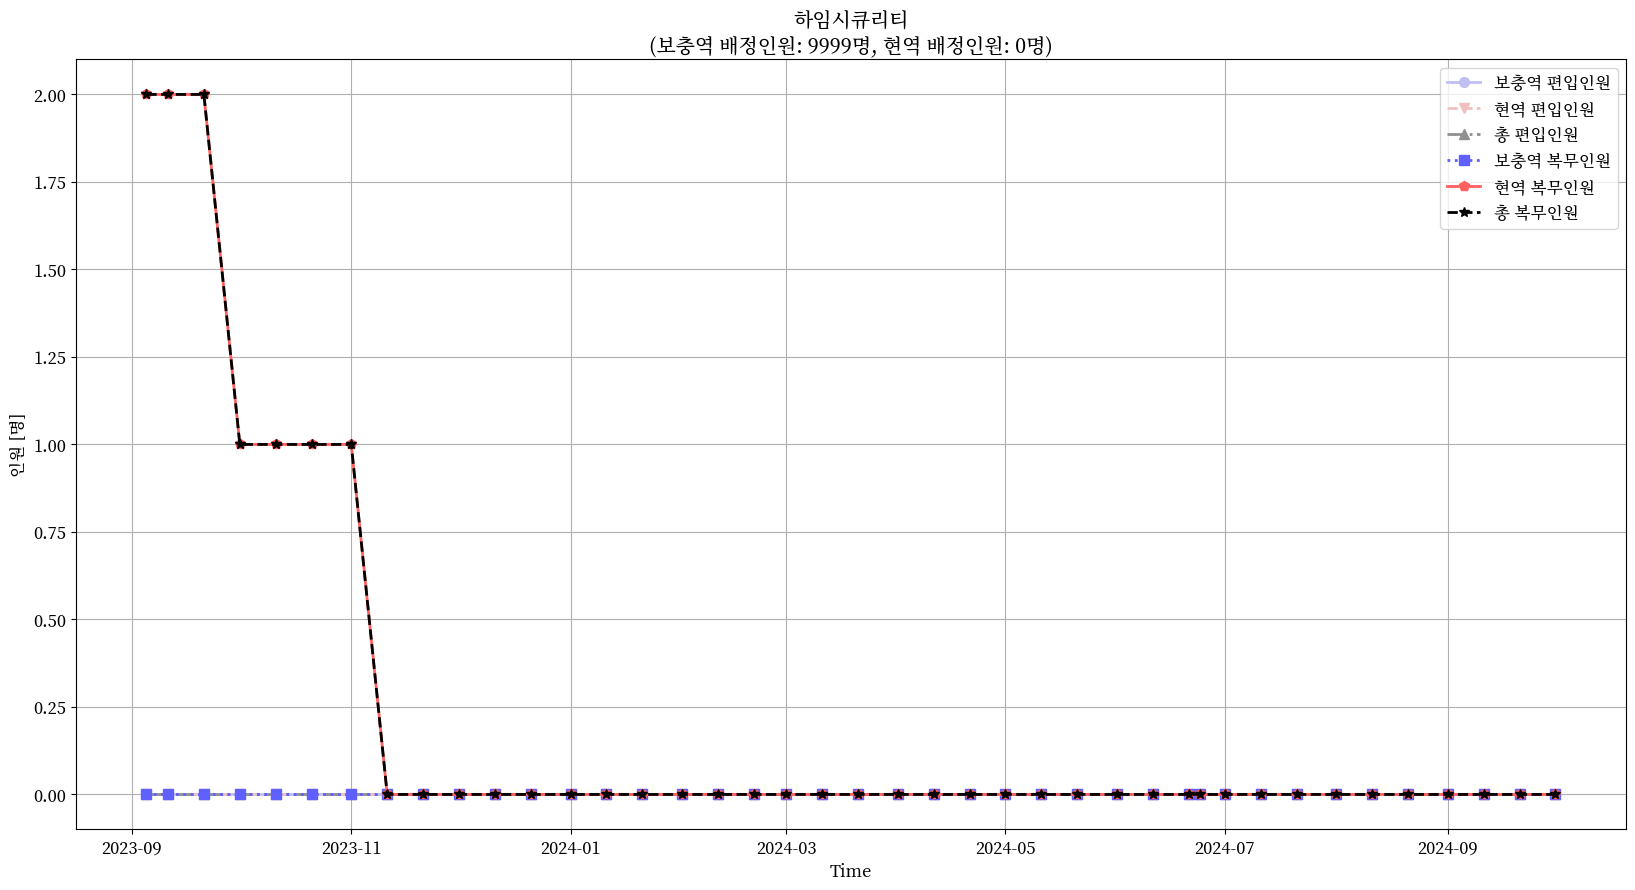 하임시큐리티
(보충역 배정인원: 9999명, 현역 배정인원: 0명)
보충역 편입인원
현역 편입인원
총 편입인원
보충역 복무인원
현역 복무인원
총 복무인원
2.00
1.75
1.50
1.25
1.00
0.75
0.50
0.25
0.00
인원 [명]
2023-09
2023-11
2024-01
2024-03
2024-05
2024-07
2024-09
Time